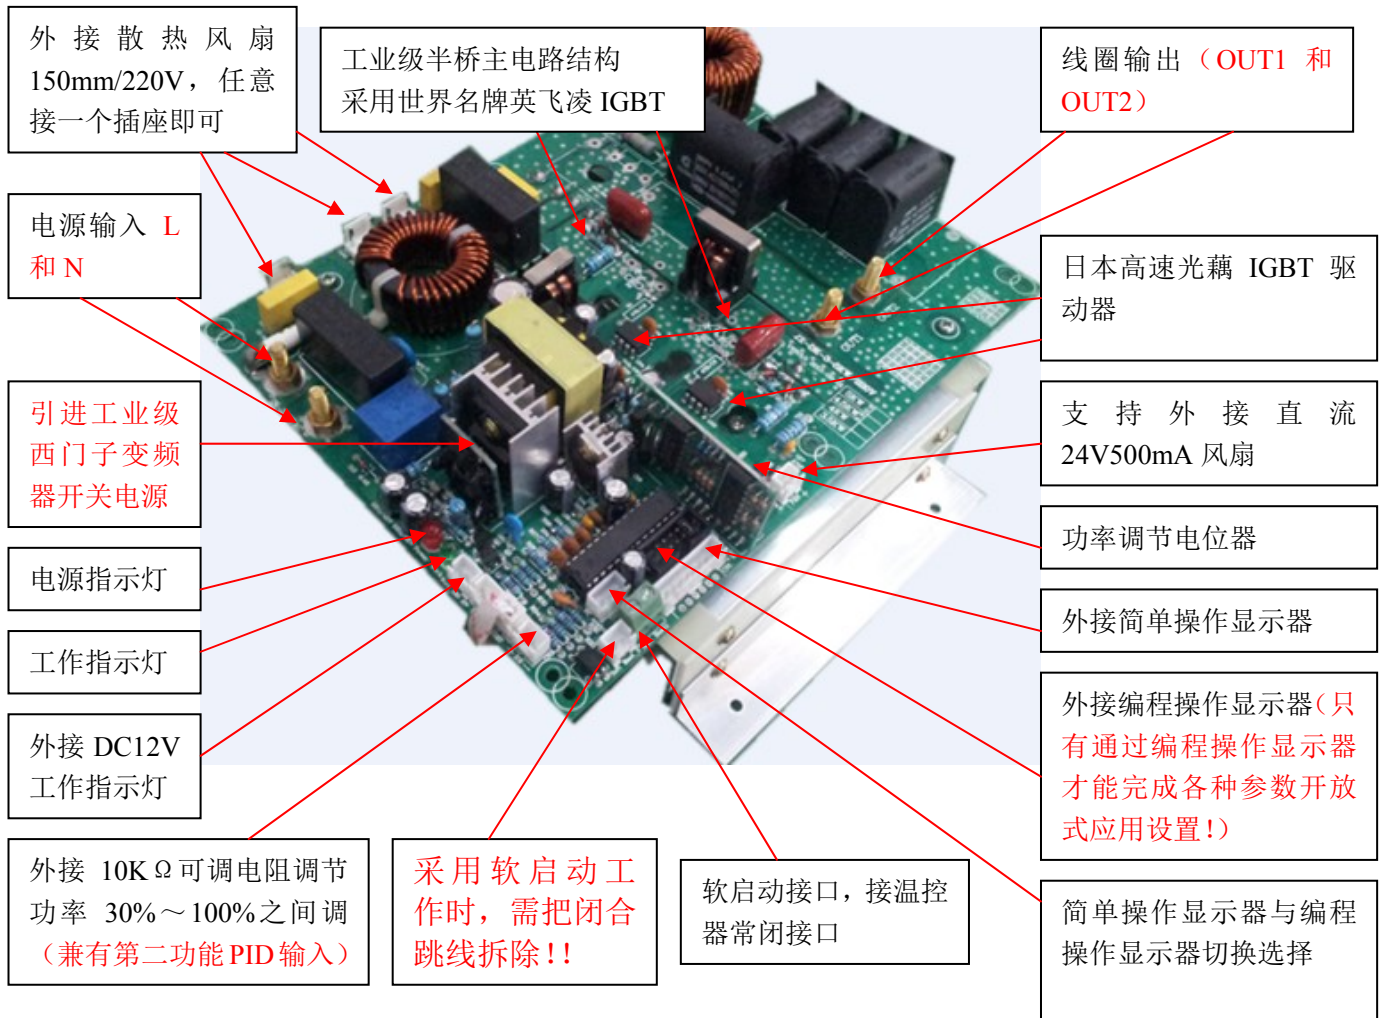 外接散热风扇
150mm/220V，任意
接一个插座即可
工业级半桥主电路结构
采用世界名牌英飞凌 IGBT
线圈输出（OUT1 和
OUT2）
电源输入 L
和 N
日本高速光藕 IGBT 驱
动器
引进工业级
西门子变频
器开关电源
支持外接直流
24V500mA 风扇
功率调节电位器
电源指示灯
外接简单操作显示器
工作指示灯
外接编程操作显示器（只
有通过编程操作显示器
才能完成各种参数开放
式应用设置！）
外接 DC12V
工作指示灯
外接 10KΩ可调电阻调节
功率 30%～100%之间调
（兼有第二功能 PID 输入）
采用软启动工
作时，需把闭合
跳线拆除！！
软启动接口，接温控
器常闭接口
简单操作显示器与编程
操作显示器切换选择
OUT1